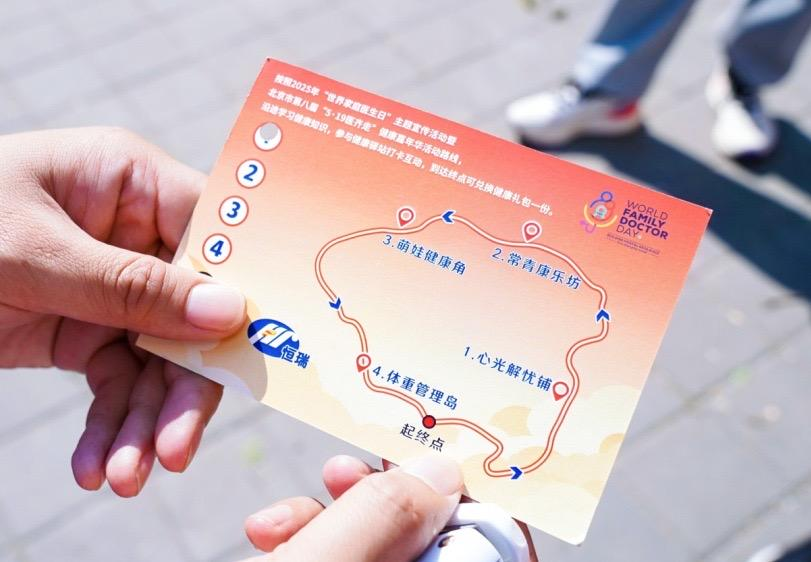 按照2025年“世界家庭医生日”主题宣传活动暨
北京市第八届“5·19医齐走”健康嘉年华活动路线，
沿途学习健康知识，参与健康驿站打卡互动，到达终点可兑换健康礼包一份。
2
3
4
WORLD
FAMILY
DOCTOR
DAY
3.萌娃健康角
2.常青康乐坊
1.心光解忧铺
4.体重管理岛
起终点
恒瑞